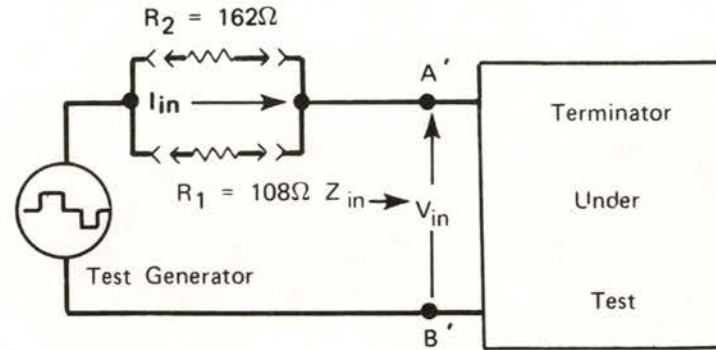 R2 = 162Ω
Iin
A'
Terminator
R1 = 108Ω Zin
Vin
Under
Test Generator
Test
B'